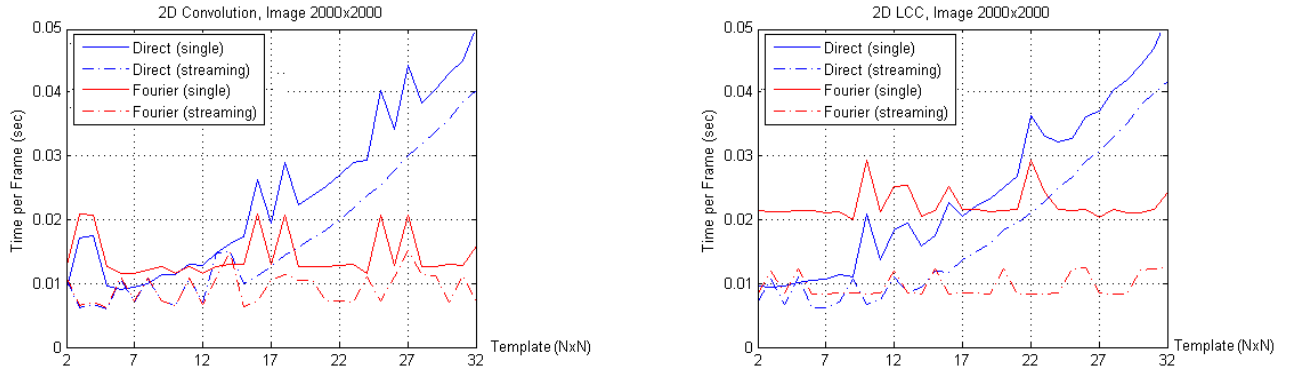 2D Convolution, Image 2000x2000
0.05
0.04
0.03
0.02
0.01
0
Time per Frame (sec)
Direct (single)
Direct (streaming)
Fourier (single)
Fourier (streaming)
2 7 12 17 22 27 32
Template (NxN)
2D LCC, Image 2000x2000
0.05
0.04
0.03
0.02
0.01
0
Time per Frame (sec)
Direct (single)
Direct (streaming)
Fourier (single)
Fourier (streaming)
2 7 12 17 22 27 32
Template (NxN)